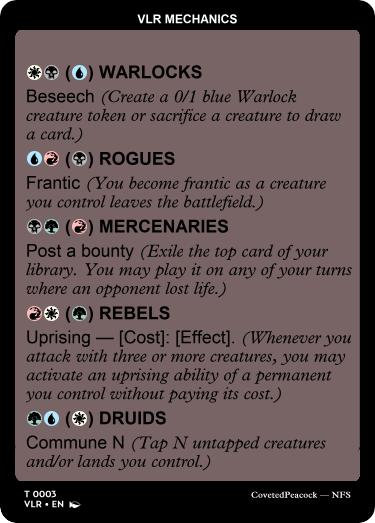 VLR MECHANICS
() WARLOCKS
Beseech (Create a 0/1 blue Warlock
creature token or sacrifice a creature to draw
a card.)
() ROGUES
Frantic (You become frantic as a creature
you control leaves the battlefield.)
() MERCENARIES
Post a bounty (Exile the top card of your
library. You may play it on any of your turns
where an opponent lost life.)
() REBELS
Uprising — [Cost]: [Effect]. (Whenever you
attack with three or more creatures, you may
activate an uprising ability of a permanent
you control without paying its cost.)
() DRUIDS
Commune N (Tap N untapped creatures
and/or lands you control.)
T 0003
VLR • EN
CovetedPeacock — NFS